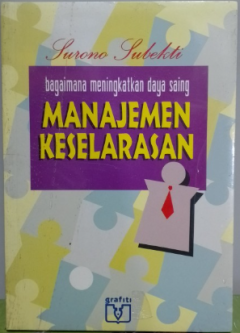 Surono Subekti
bagaimana meningkatkan daya saing
MANAJEMEN
KESELARASAN
grafiti